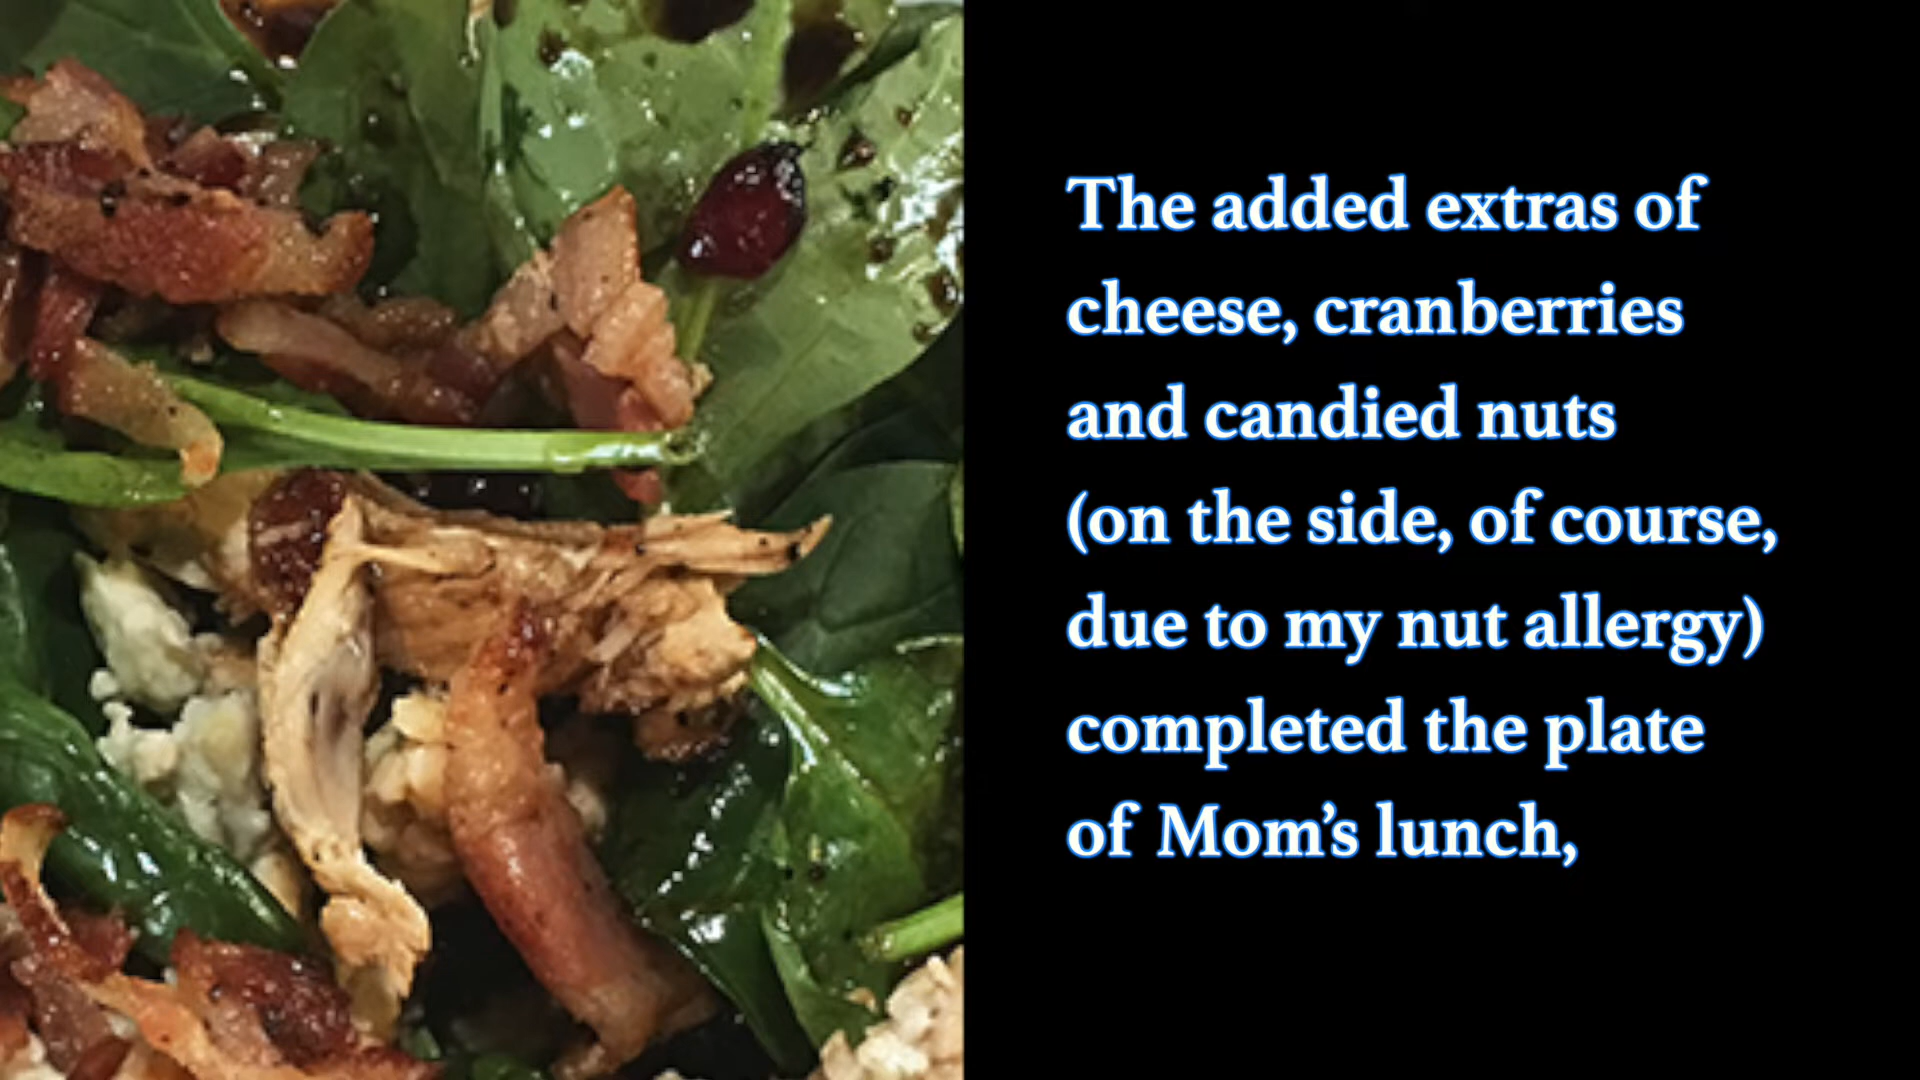 The added extras of
cheese, cranberries
and candied nuts
(on the side, of course,
due to my nut allergy)
completed the plate
of Mom’s lunch,